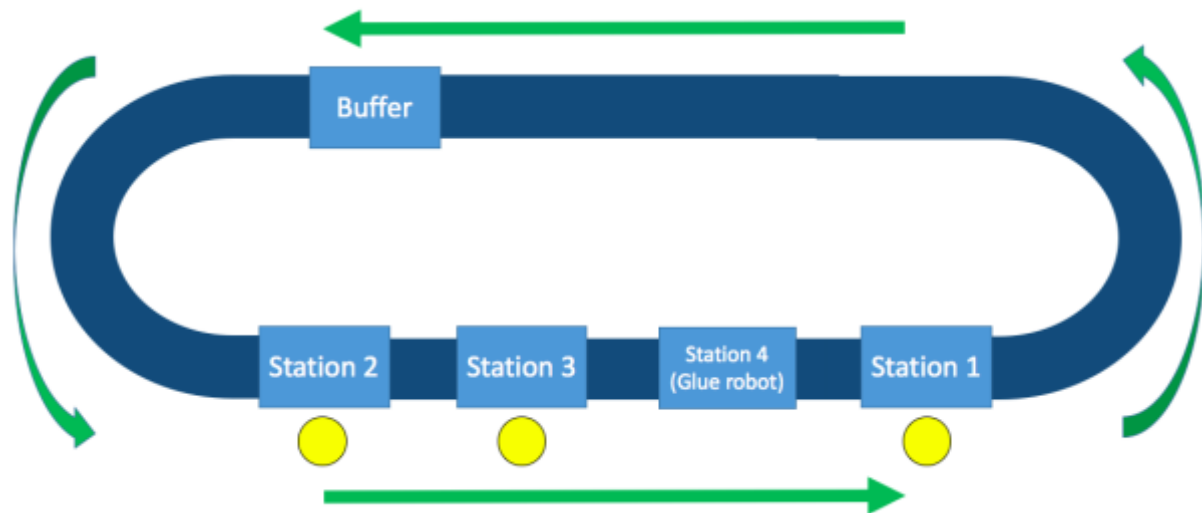 Buffer
Station 2
Station 3
Station 4
(Glue robot)
Station 1